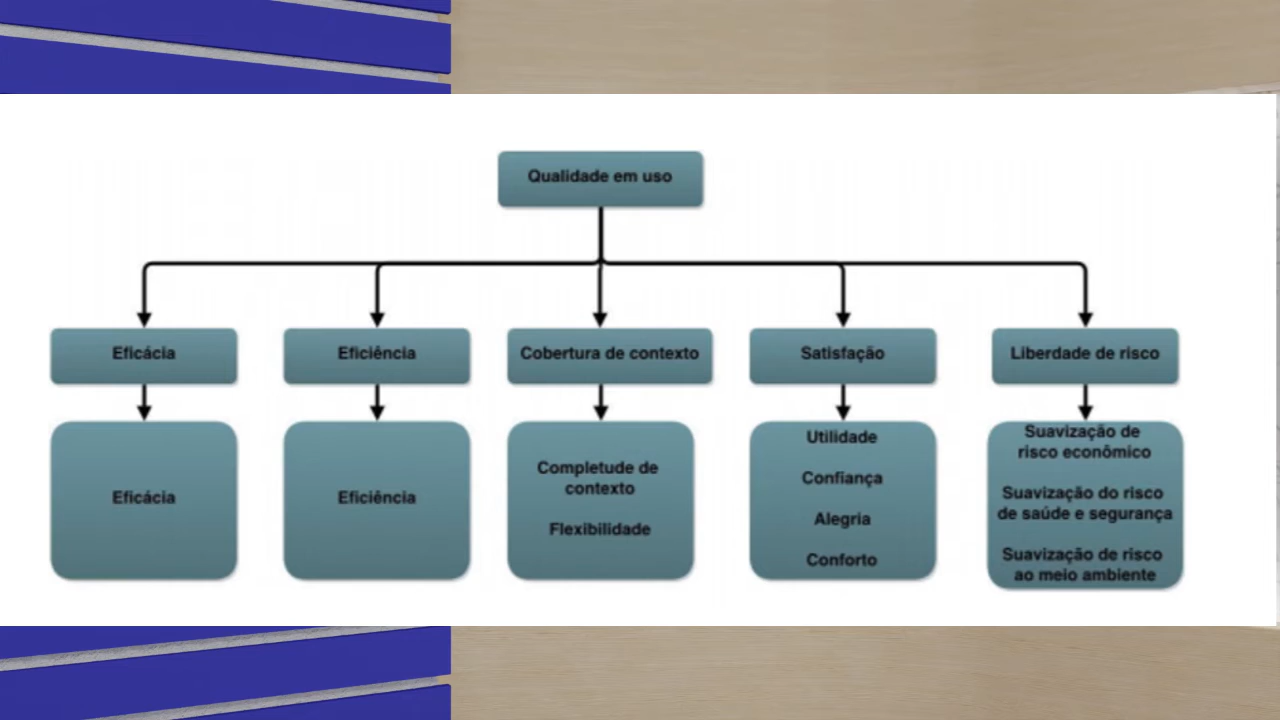 Qualidade em uso
Eficácia
Eficiência
Cobertura de contexto
Satisfação
Liberdade de risco
Eficácia
Eficiência
Completude de
contexto
Flexibilidade
Utilidade
Confiança
Alegria
Conforto
Suavização de
risco econômico
Suavização do risco
de saúde e segurança
Suavização de risco
ao meio ambiente